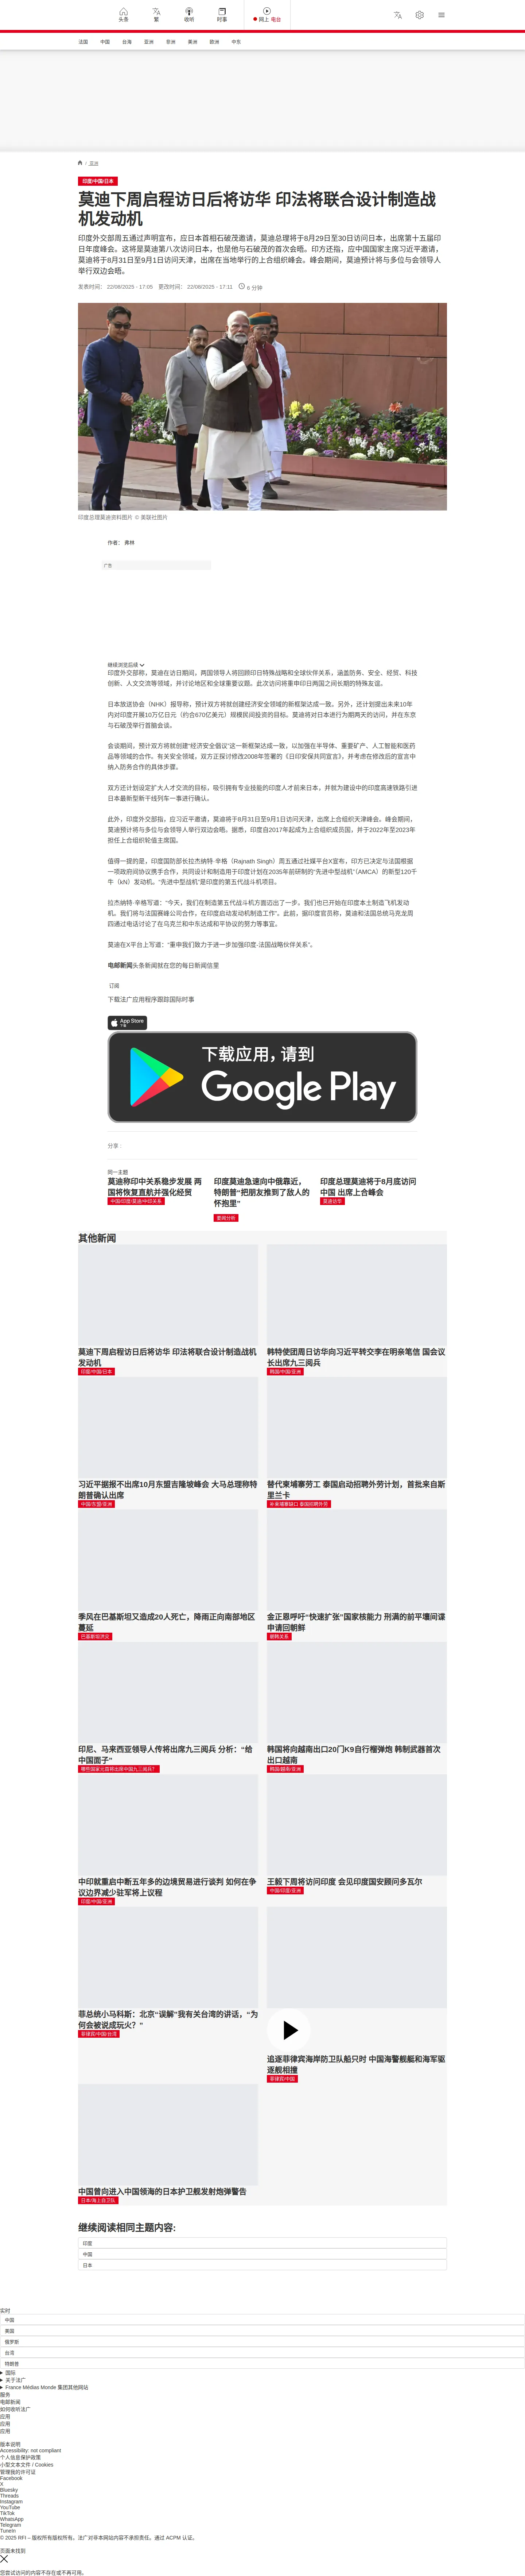 头条
繁
收听
时事
网上 电台
法国
中国
台海
亚洲
非洲
美洲
欧洲
中东
/ 亚洲
印度/中国/日本
莫迪下周启程访日后将访华 印法将联合设计制造战
机发动机
印度外交部周五通过声明宣布，应日本首相石破茂邀请，莫迪总理将于8月29日至30日访问日本，出席第十五届印
日年度峰会。这将是莫迪第八次访问日本，也是他与石破茂的首次会晤。印方还指，应中国国家主席习近平邀请，
莫迪将于8月31日至9月1日访问天津，出席在当地举行的上合组织峰会。峰会期间，莫迪预计将与多位与会领导人
举行双边会晤。
发表时间： 22/08/2025 - 17:05 更改时间： 22/08/2025 - 17:11 6 分钟
印度总理莫迪资料图片 © 美联社图片
作者： 弗林
广告
继续浏览后续
印度外交部称，莫迪在访日期间，两国领导人将回顾印日特殊战略和全球伙伴关系，涵盖防务、安全、经贸、科技
创新、人文交流等领域，并讨论地区和全球重要议题。此次访问将重申印日两国之间长期的特殊友谊。
日本放送协会（NHK）报导称，预计双方将就创建经济安全领域的新框架达成一致。另外，还计划提出未来10年
内对印度开展10万亿日元（约合670亿美元）规模民间投资的目标。莫迪将对日本进行为期两天的访问，并在东京
与石破茂举行首脑会谈。
会谈期间，预计双方将就创建“经济安全倡议”这一新框架达成一致，以加强在半导体、重要矿产、人工智能和医药
品等领域的合作。有关安全领域，双方正探讨修改2008年签署的《日印安保共同宣言》，并考虑在修改后的宣言中
纳入防务合作的具体步骤。
双方还计划设定扩大人才交流的目标，吸引拥有专业技能的印度人才前来日本，并就为建设中的印度高速铁路引进
日本最新型新干线列车一事进行确认。
此外，印度外交部指，应习近平邀请，莫迪将于8月31日至9月1日访问天津，出席上合组织天津峰会。峰会期间，
莫迪预计将与多位与会领导人举行双边会晤。据悉，印度自2017年起成为上合组织成员国，并于2022年至2023年
担任上合组织轮值主席国。
值得一提的是，印度国防部长拉杰纳特·辛格（Rajnath Singh）周五通过社媒平台X宣布，印方已决定与法国根据
一项政府间协议携手合作，共同设计和制造用于印度计划在2035年前研制的“先进中型战机”（AMCA）的新型120千
牛（kN）发动机。“先进中型战机”是印度的第五代战斗机项目。
拉杰纳特·辛格写道：“今天，我们在制造第五代战斗机方面迈出了一步，我们也已开始在印度本土制造飞机发动
机。我们将与法国赛峰公司合作，在印度启动发动机制造工作”。此前，据印度官员称，莫迪和法国总统马克龙周
四通过电话讨论了在乌克兰和中东达成和平协议的努力等事宜。
莫迪在X平台上写道：“重申我们致力于进一步加强印度-法国战略伙伴关系”。
电邮新闻头条新闻就在您的每日新闻信里
订阅
下载法广应用程序跟踪国际时事
App Store
下载
下载应用，请到
Google Play
分享 :
同一主题
莫迪称印中关系稳步发展 两
国将恢复直航并强化经贸
中国/印度/莫迪/中印关系
印度莫迪急速向中俄靠近，
特朗普“把朋友推到了敌人的
怀抱里”
要闻分析
印度总理莫迪将于8月底访问
中国 出席上合峰会
莫迪访华
其他新闻
莫迪下周启程访日后将访华 印法将联合设计制造战机
发动机
印度/中国/日本
韩特使团周日访华向习近平转交李在明亲笔信 国会议
长出席九三阅兵
韩国/中国/亚洲
习近平据报不出席10月东盟吉隆坡峰会 大马总理称特
朗普确认出席
中国/东盟/亚洲
替代柬埔寨劳工 泰国启动招聘外劳计划，首批来自斯
里兰卡
补柬埔寨缺口 泰国招聘外劳
季风在巴基斯坦又造成20人死亡，降雨正向南部地区
蔓延
巴基斯坦洪灾
金正恩呼吁“快速扩张”国家核能力 刑满的前平壤间谍
申请回朝鲜
朝韩关系
印尼、马来西亚领导人传将出席九三阅兵 分析：“给
中国面子”
哪些国家元首将出席中国九三阅兵？
韩国将向越南出口20门K9自行榴弹炮 韩制武器首次
出口越南
韩国/越南/亚洲
中印就重启中断五年多的边境贸易进行谈判 如何在争
议边界减少驻军将上议程
印度/中国/亚洲
王毅下周将访问印度 会见印度国安顾问多瓦尔
中国/印度/亚洲
菲总统小马科斯：北京“误解”我有关台湾的讲话，“为
何会被说成玩火？”
菲律宾/中国/台湾
追逐菲律宾海岸防卫队船只时 中国海警舰艇和海军驱
逐舰相撞
菲律宾/中国
中国曾向进入中国领海的日本护卫舰发射炮弹警告
日本/海上自卫队
继续阅读相同主题内容:
印度
中国
日本
实时
中国
美国
俄罗斯
台湾
特朗普
国际
关于法广
France Médias Monde 集团其他网站
服务
电邮新闻
如何收听法广
应用
应用
应用
版本说明
Accessibility: not compliant
个人信息保护政策
小型文本文件 / Cookies
管理我的许可证
Facebook
X
Bluesky
Threads
Instagram
YouTube
TikTok
WhatsApp
Telegram
TuneIn
© 2025 RFI – 版权所有版权所有，法广对非本网站内容不承担责任。通过 ACPM 认证。
页面未找到
您尝试访问的内容不存在或不再可用。